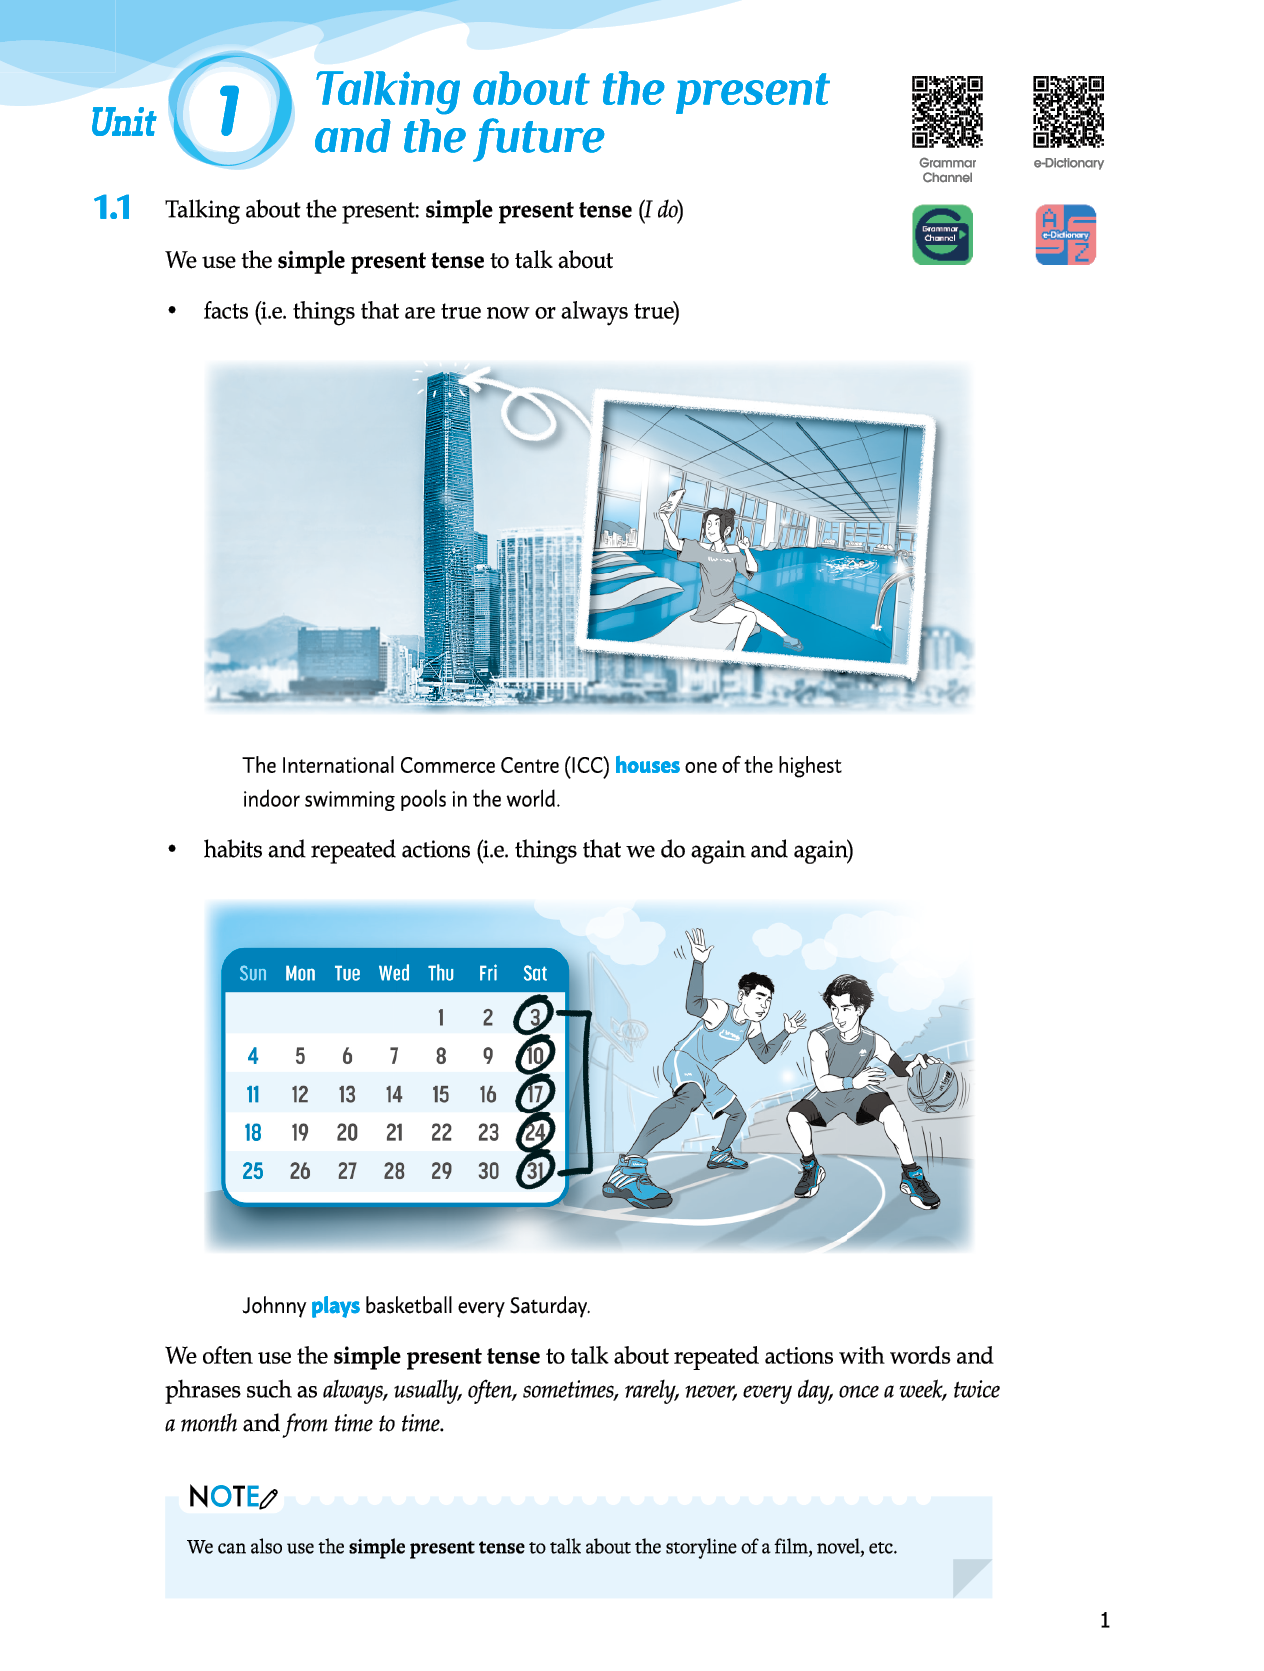 Unit 1
Talking about the present
and the future
Grammar
Channel
e-Dictionary
Grammar
Channel
A
e-Dictionary
Z
1.1 Talking about the present: simple present tense (I do)
We use the simple present tense to talk about
• facts (i.e. things that are true now or always true)
The International Commerce Centre (ICC) houses one of the highest
indoor swimming pools in the world.
• habits and repeated actions (i.e. things that we do again and again)
Sun Mon Tue Wed Thu Fri Sat
1 2 3
4 5 6 7 8 9 10
11 12 13 14 15 16 17
18 19 20 21 22 23 24
25 26 27 28 29 30 31
Johnny plays basketball every Saturday.
We often use the simple present tense to talk about repeated actions with words and
phrases such as always, usually, often, sometimes, rarely, never, every day, once a week, twice
a month and from time to time.
NOTE
We can also use the simple present tense to talk about the storyline of a film, novel, etc.
1